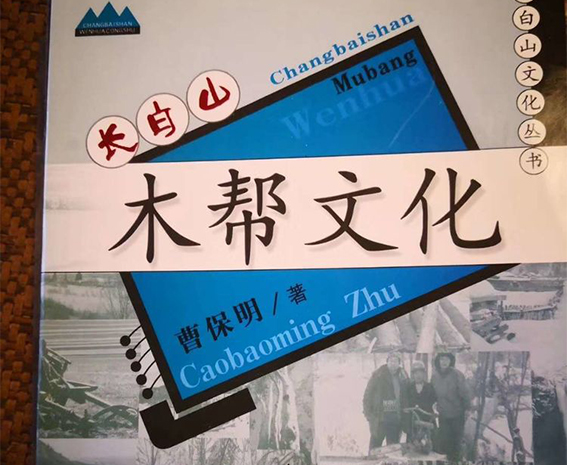 CHANGBAISHAN
WENHUACONGSHU
白山文化丛书
长白山
Changbaishan
Mubang
Wenhua
木帮文化
曹保明/著
Caobaoming Zhu